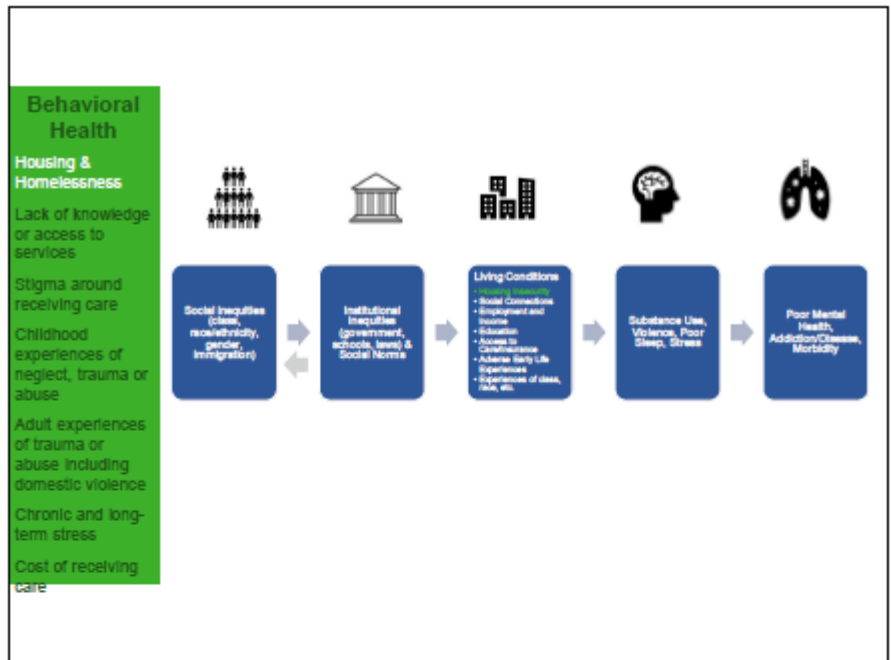 Behavioral
Health
Housing &
Homelessness
Lack of knowledge
or access to
services
Stigma around
receiving care
Childhood
experiences of
neglect, trauma or
abuse
Adult experiences
of trauma or
abuse including
domestic violence
Chronic and long-
term stress
Cost of receiving
care
Social Inequities
(class,
race/ethnicity,
gender,
immigration)
Institutional
Inequities
(government,
schools, laws) &
Social Norms
Living Conditions
• Housing Insecurity
• Social Connections
• Employment and
Income
• Education
• Access to
Care/Insurance
• Adverse Early Life
Experiences
• Experiences of class,
race, etc.
Substance Use,
Violence, Poor
Sleep, Stress
Poor Mental
Health,
Addiction/Disease,
Morbidity